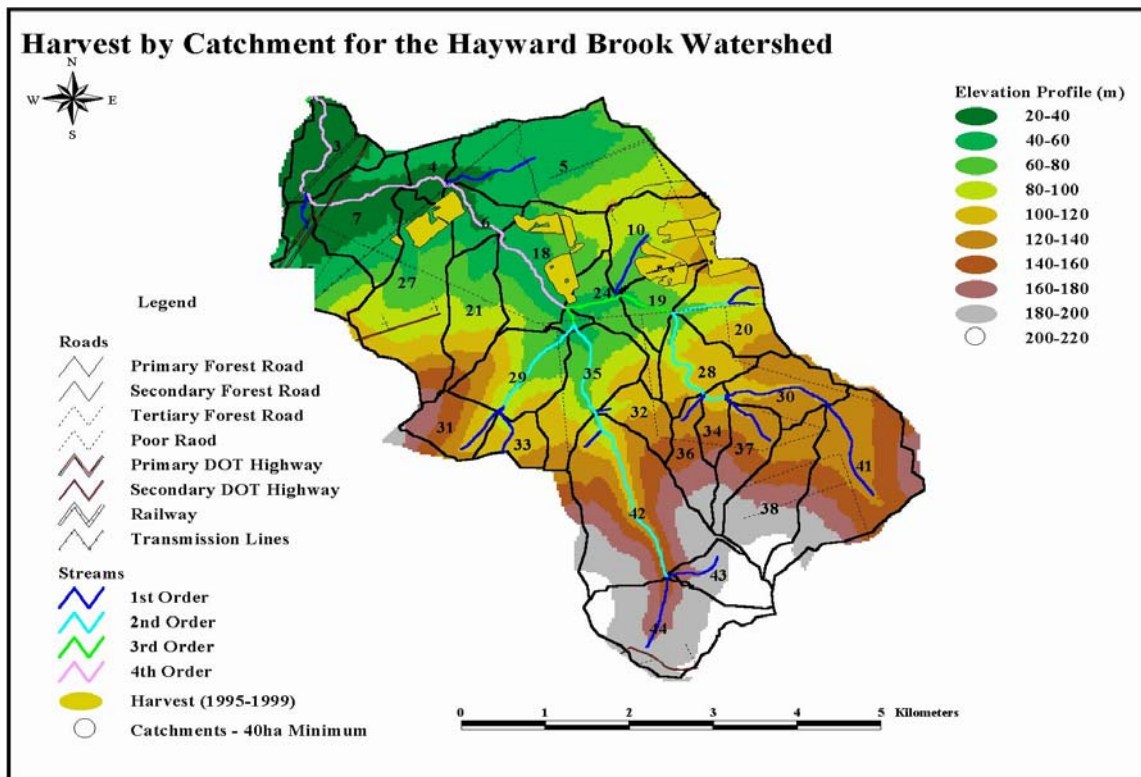 Harvest by Catchment for the Hayward Brook Watershed
N
W E
S
Elevation Profile (m)
20-40
40-60
60-80
80-100
100-120
120-140
140-160
160-180
180-200
200-220
3
4
5
7
6
10
18
27
24
19
21
20
29
35
28
30
31
32
33
34
36
37
41
38
42
43
44
Legend
Roads
Primary Forest Road
Secondary Forest Road
Tertiary Forest Road
Poor Raod
Primary DOT Highway
Secondary DOT Highway
Railway
Transmission Lines
Streams
1st Order
2nd Order
3rd Order
4th Order
Harvest (1995-1999)
Catchments - 40ha Minimum
0 1 2 3 4 5 Kilometers